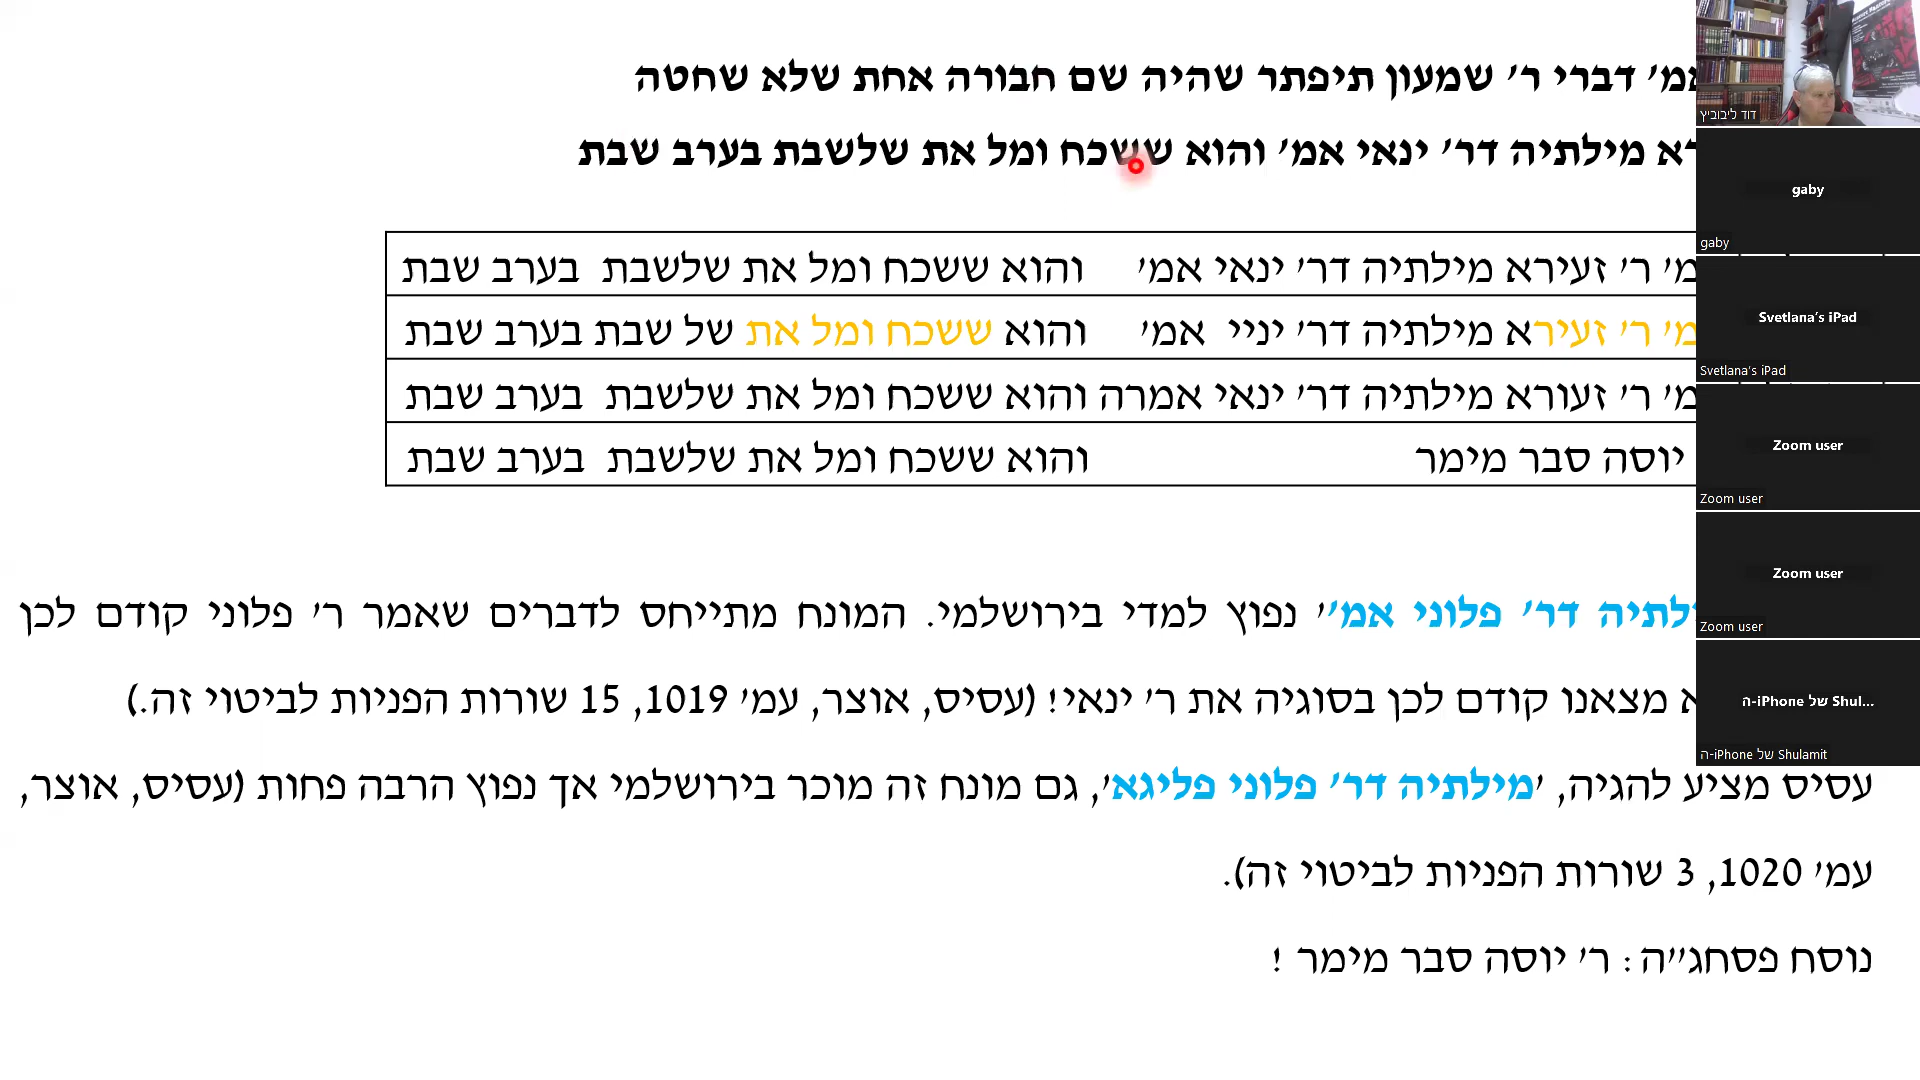 דברי ר׳ שמעון תיפתר שהיה שם חבורה אחת שלא שחטה
מילתיה דר׳ ינאי אמ׳ והוא ששכח ומל את שלשבת בערב שבת
ר׳ זעירא מילתיה דר׳ ינאי אמ׳ והוא ששכח ומל את שלשבת בערב שבת
ר׳ זעירא מילתיה דר׳ יניי אמ׳ והוא ששכח ומל את של שבת בערב שבת
ר׳ זעורא מילתיה דר׳ ינאי אמרה והוא ששכח ומל את שלשבת בערב שבת
יוסה סבר מימר והוא ששכח ומל את שלשבת בערב שבת
דר׳ פלוני אמ׳׳ נפוץ למדי בירושלמי. המונח מתייחס לדברים שאמר ר׳ פלוני קודם לכן
מצאנו קודם לכן בסוגיה את ר׳ ינאי! (עסיס, אוצר, עמ׳ 1019, 15 שורות הפניות לביטוי זה.)
עסיס מציע להגיה, ׳מילתיה דר׳ פלוני פליגא׳, גם מונח זה מוכר בירושלמי אך נפוץ הרבה פחות (עסיס, אוצר,
עמ׳ 1020, 3 שורות הפניות לביטוי זה).
נוסח פסחג״ה: ר׳ יוסה סבר מימר !
דוד ליבוביץ
gaby
gaby
Svetlana's iPad
Svetlana's iPad
Zoom user
Zoom user
Zoom user
Zoom user
ה-iPhone של Shul...
ה-iPhone של Shulamit